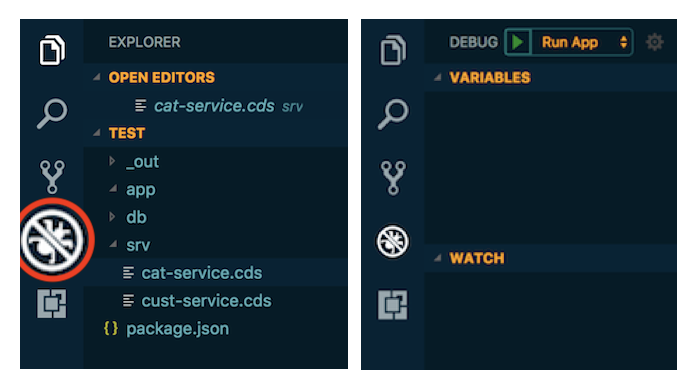 EXPLORER
OPEN EDITORS
cat-service.cds srv
TEST
_out
app
db
srv
cat-service.cds
cust-service.cds
{} package.json
DEBUG Run App
VARIABLES
WATCH